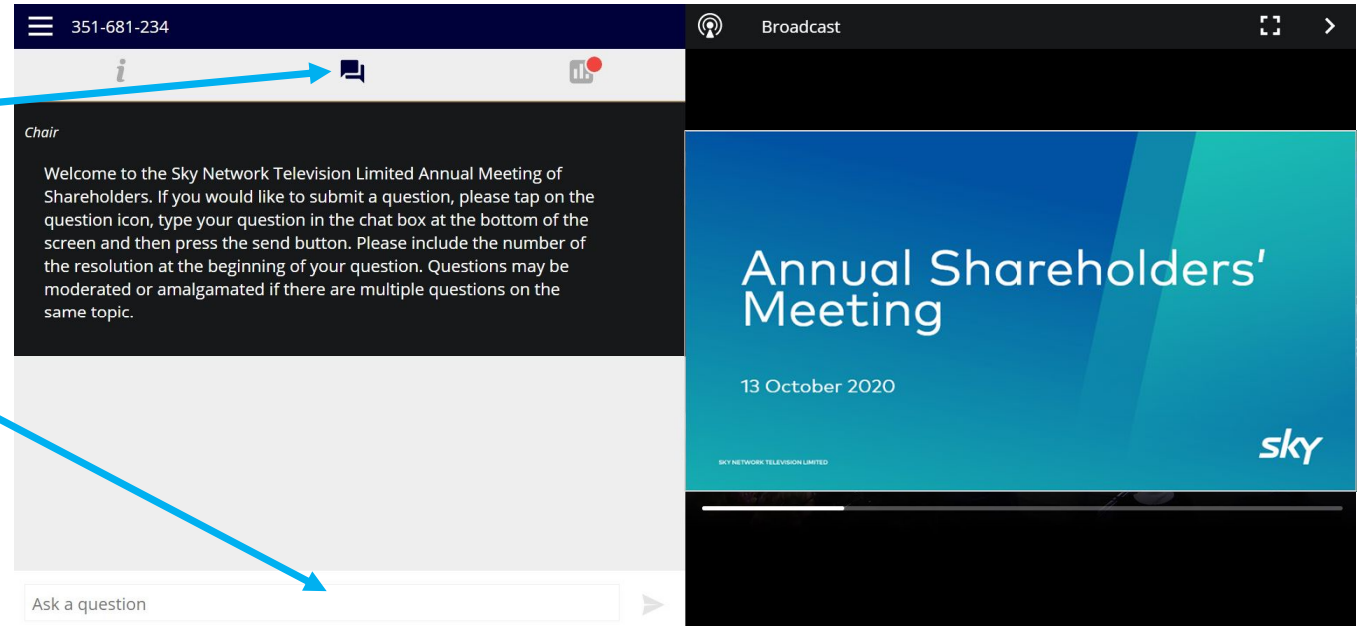 351-681-234
Broadcast
Chair
Welcome to the Sky Network Television Limited Annual Meeting of
Shareholders. If you would like to submit a question, please tap on the
question icon, type your question in the chat box at the bottom of the
screen and then press the send button. Please include the number of
the resolution at the beginning of your question. Questions may be
moderated or amalgamated if there are multiple questions on the
same topic.
Ask a question
Annual Shareholders'
Meeting
13 October 2020
sky
SKY NETWORK TELEVISION LIMITED